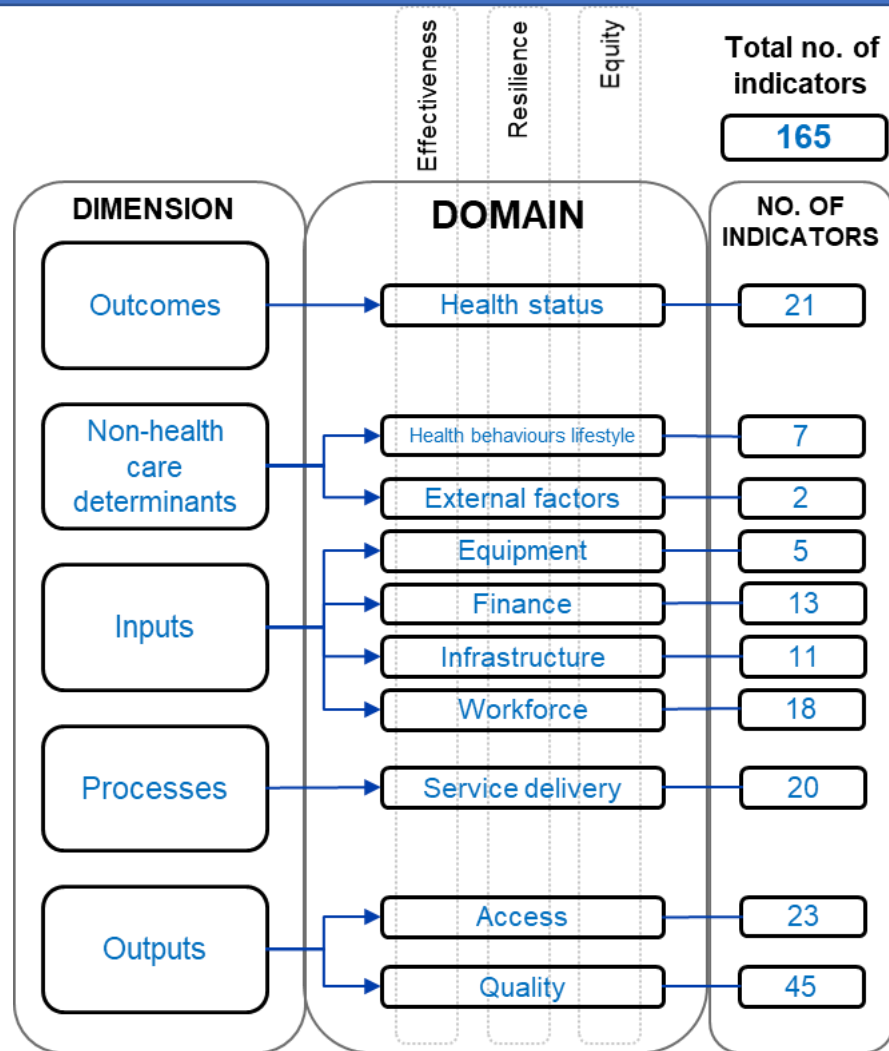 Effectiveness
Resilience
Equity
Total no. of
indicators
165
DIMENSION
DOMAIN
NO. OF
INDICATORS
Outcomes
Health status
21
Non-health
care
determinants
Health behaviours lifestyle
7
External factors
2
Inputs
Equipment
5
Finance
13
Infrastructure
11
Workforce
18
Processes
Service delivery
20
Outputs
Access
23
Quality
45